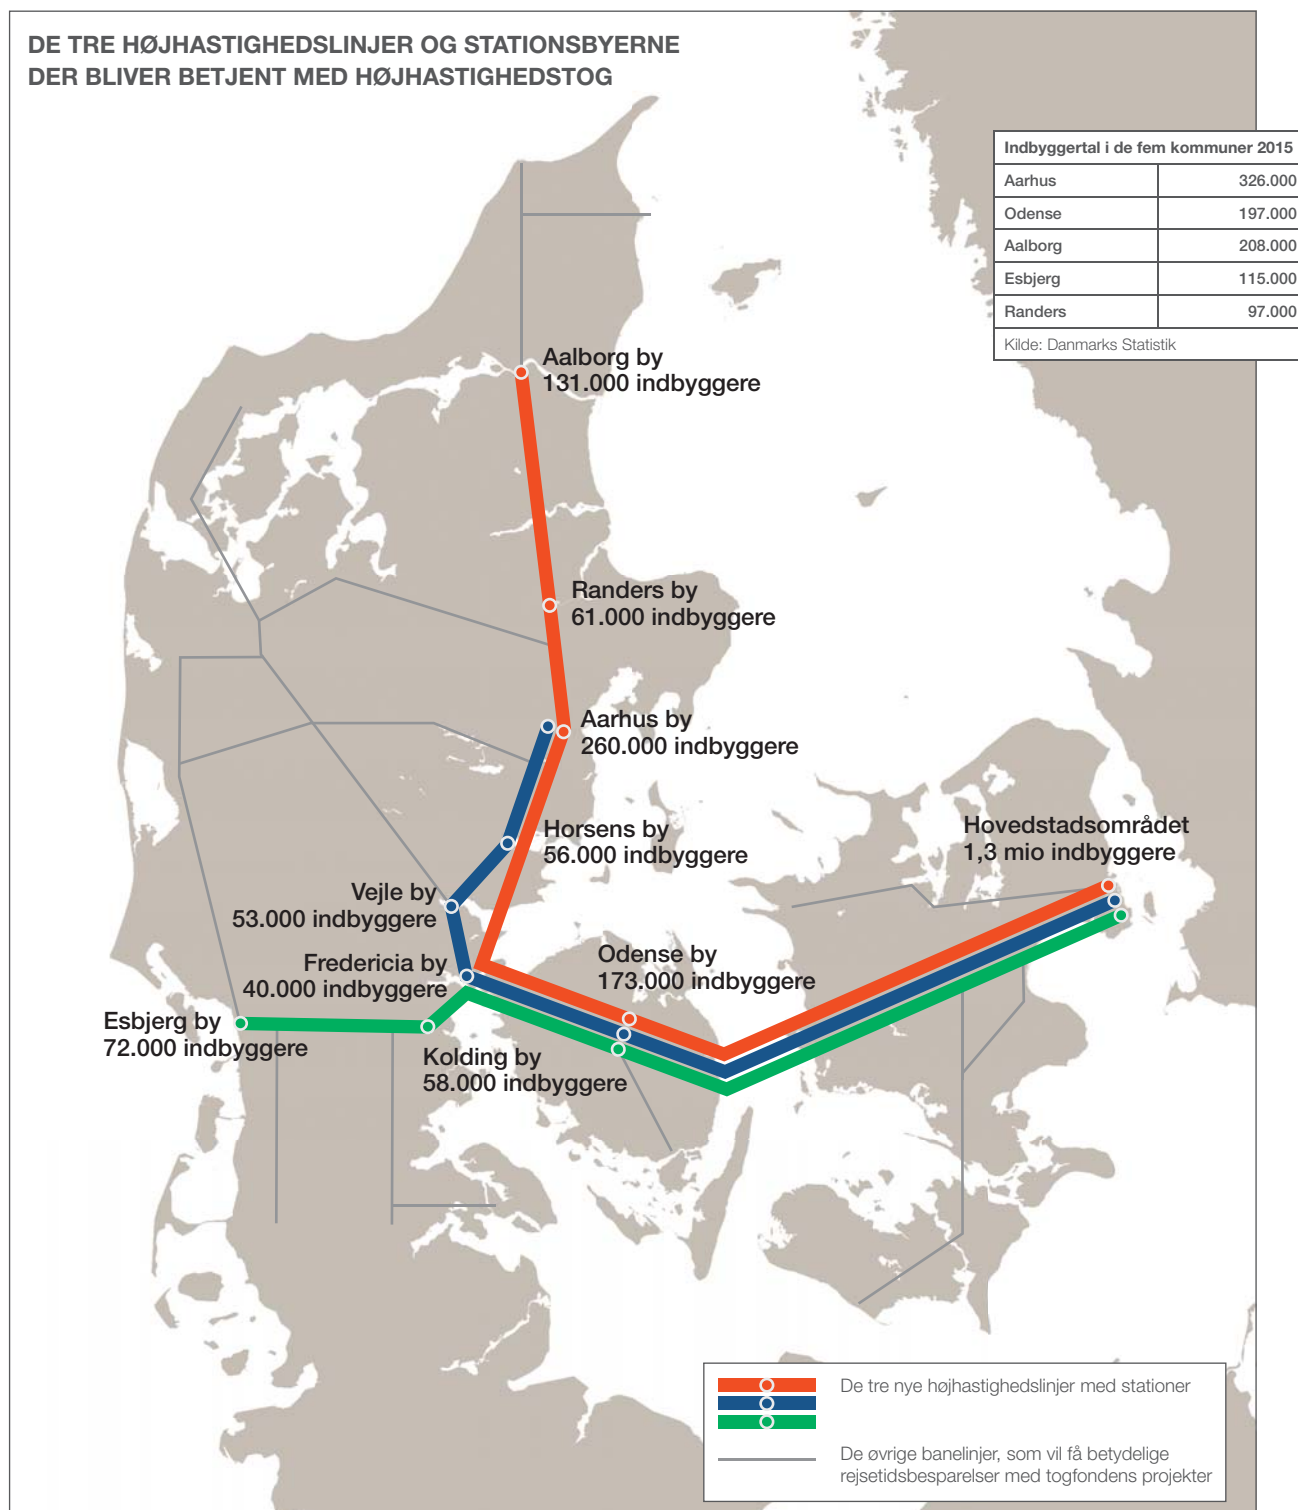 DE TRE HØJHASTIGHEDSLINJER OG STATIONSBYERNE
DER BLIVER BETJENT MED HØJHASTIGHEDSTOG
Indbyggertal i de fem kommuner 2015
Aarhus 326.000
Odense 197.000
Aalborg 208.000
Esbjerg 115.000
Randers 97.000
Kilde: Danmarks Statistik
Aalborg by
131.000 indbyggere
Randers by
61.000 indbyggere
Aarhus by
260.000 indbyggere
Horsens by
56.000 indbyggere
Hovedstadsområdet
1,3 mio indbyggere
Vejle by
53.000 indbyggere
Fredericia by
40.000 indbyggere
Odense by
173.000 indbyggere
Esbjerg by
72.000 indbyggere
Kolding by
58.000 indbyggere
De tre nye højhastighedslinjer med stationer
De øvrige banelinjer, som vil få betydelige
rejsetidsbesparelser med togfondens projekter